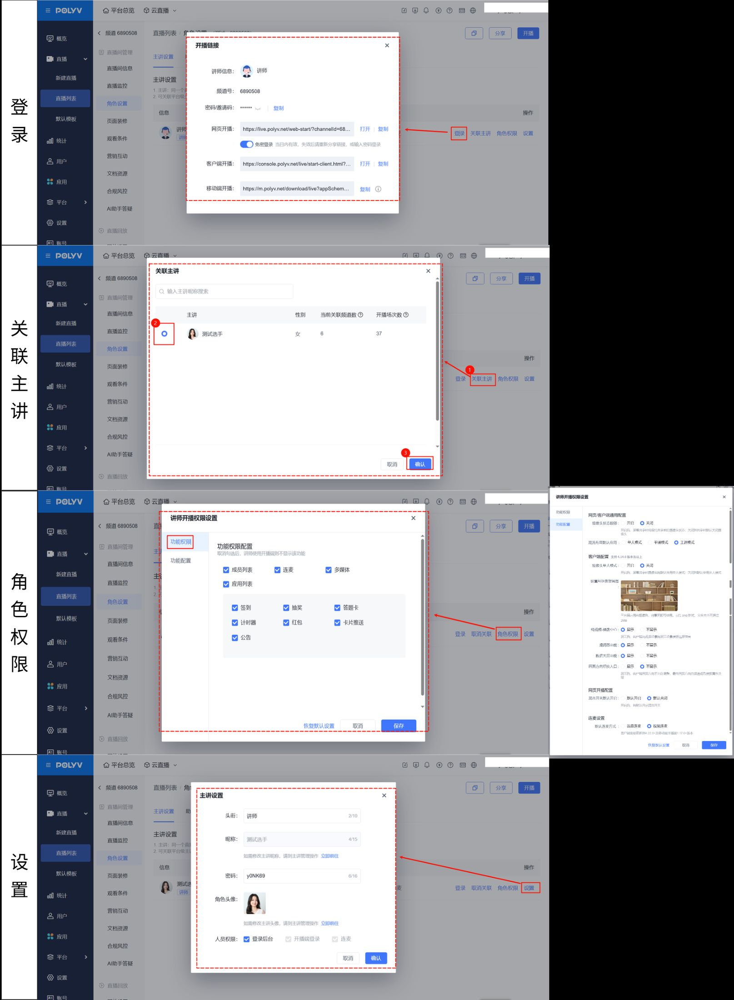 登录
POLYV
平台总览
云直播
频道 6890508
直播列表 / 角色设置
分享
开播
概览
直播
新建直播
直播列表
默认模板
统计
用户
应用
平台
设置
账号
直播间管理
直播间信息
直播监控
角色设置
页面装修
观看条件
营销互动
文档资源
合规风控
AI助手答疑
直播回放
主讲设置
主讲设置
1. 主讲：同一个
2. 可关联平台级
信息
操作
讲师
登录 关联主讲 角色权限 设置
开播链接
讲师信息： 讲师
频道号： 6890508
密码/邀请码： ****** 复制
网页开播： https://live.polyv.net/web-start/?channelId=68... 打开 复制
免密登录 当日内有效，失效后请重新分享链接，或输入密码登录
客户端开播： https://console.polyv.net/live/start-client.html?... 打开 复制
移动端开播： https://m.polyv.net/download/live?appSchem... 复制
关联主讲
POLYV
平台总览
云直播
频道 6890508
分享
开播
概览
直播
新建直播
直播列表
默认模板
统计
用户
应用
平台
设置
账号
直播间管理
直播间信息
直播监控
角色设置
页面装修
观看条件
营销互动
文档资源
合规风控
AI助手答疑
直播回放
关联主讲
输入主讲昵称搜索
主讲 性别 当前关联频道数 开播场次数
2
测试选手 女 6 37
操作
1
登录 关联主讲 角色权限 设置
3
取消 确认
角色权限
POLYV
平台总览
云直播
频道 6890508
分享
开播
概览
直播
新建直播
直播列表
默认模板
统计
用户
应用
平台
设置
账号
直播间管理
直播间信息
直播监控
角色设置
页面装修
观看条件
营销互动
文档资源
合规风控
AI助手答疑
直播回放
讲师开播权限设置
功能权限
功能配置
功能权限配置
取消勾选后，讲师使用开播端则不显示该功能
成员列表 连麦 多媒体
应用列表
签到 抽奖 答题卡
计时器 红包 卡片推送
公告
恢复默认设置 取消 保存
操作
登录 取消关联 角色权限 设置
讲师开播权限设置
功能权限
功能配置
网页/客户端通用配置
开启 关闭
混流布局默认应用： 单人模式 平铺模式 主讲模式
客户端配置 支持 4.14.0 版本及以上
摄像头单人模式： 开启 关闭
设置AI抠像背景图
展示 不展示
展示 不展示
数据大屏功能： 展示 不展示
展示 不展示
网页开播配置
混音开关默认开启： 默认开启 默认关闭
开启后，将默认开启混音开关
连麦设置
默认连麦方式： 语音连麦 视频连麦
恢复默认设置 取消 保存
设置
POLYV
平台总览
云直播
频道 6890508
直播列表 / 角
分享
开播
概览
直播
新建直播
直播列表
默认模板
统计
用户
应用
平台
设置
账号
直播间管理
直播间信息
直播监控
角色设置
页面装修
观看条件
营销互动
文档资源
合规风控
AI助手答疑
直播回放
主讲设置 助
主讲设置
1. 主讲：同一个直
2. 可关联平台级主
信息
操作
测试选
讲师
麦
登录 取消关联 角色权限 设置
主讲设置
头衔： 讲师 2/10
昵称： 测试选手 4/15
如需修改主讲昵称，请到主讲管理操作 立即前往
密码： y0NK69 6/16
角色头像：
如需修改主讲头像，请到主讲管理操作 立即前往
人员权限： 登录后台 开播端登录 连麦
取消 确认